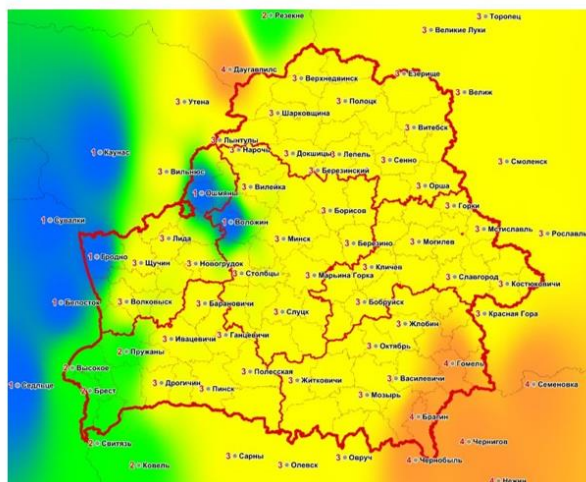 2 Резекне
3 Торопец
3 Великие Луки
4 Даугавпилс
3 Верхнедвинск
3 Езерище
3 Утена
3 Полоцк
3 Велиж
3 Шарковщина
3 Витебск
3 Лынтупы
1 Каунас
3 Нарочь
3 Докшицы
3 Лепель
3 Сенно
3 Смоленск
3 Вильнюс
3 Березинский
1 Ошмяны
3 Вилейка
3 Орша
3 Горки
1 Сувалки
1 Воложин
3 Борисов
3 Мстиславль
3 Рославль
3 Лида
3 Минск
3 Березино
3 Могилев
1 Гродно
3 Щучин
3 Новогрудок
3 Столбцы
3 Марьина Горка
3 Кличев
3 Славгород
3 Костюковичи
1 Белосток
3 Волковыск
3 Барановичи
3 Слуцк
3 Бобруйск
3 Красная Гора
3 Жлобин
3 Ивацевичи
3 Ганцевичи
2 Пружаны
3 Октябрь
2 Высокое
4 Гомель
3 Полесская
1 Седльце
2 Брест
3 Дрогичин
3 Пинск
3 Житковичи
3 Василевичи
4 Семеновка
3 Мозырь
4 Брагин
2 Свитязь
4 Чернигов
2 Ковель
3 Сарны
3 Олевск
3 Овруч
4 Чернобыль
4 Нежин